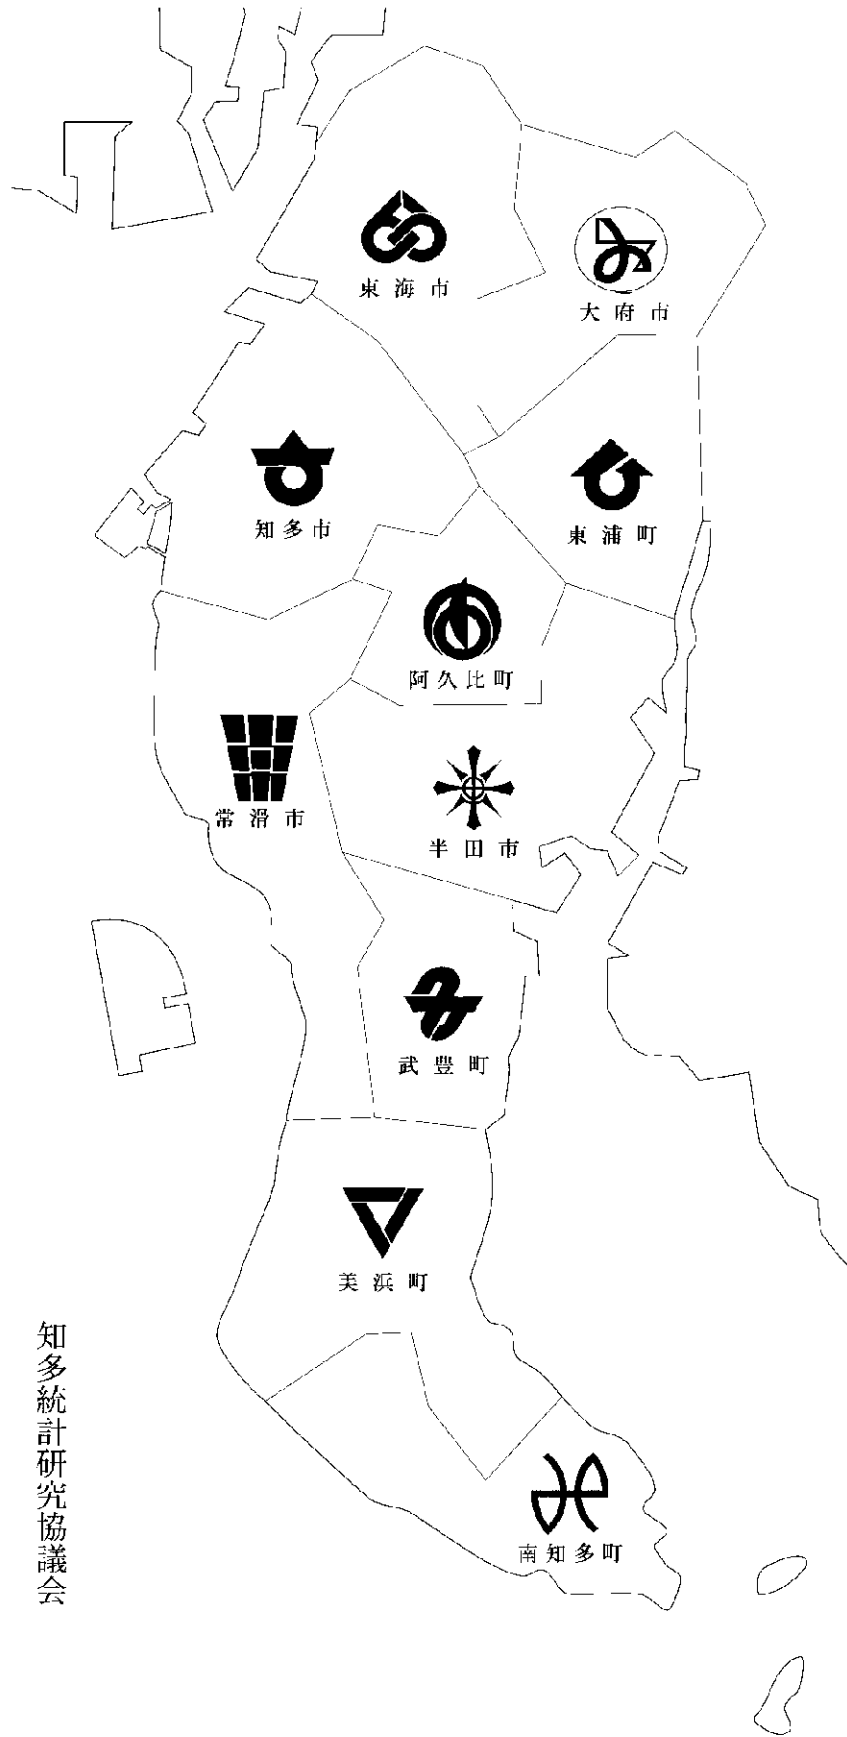 東海市
大府市
知多市
東浦町
阿久比町
常滑市
半田市
武豊町
美浜町
南知多町
知多統計研究協議会